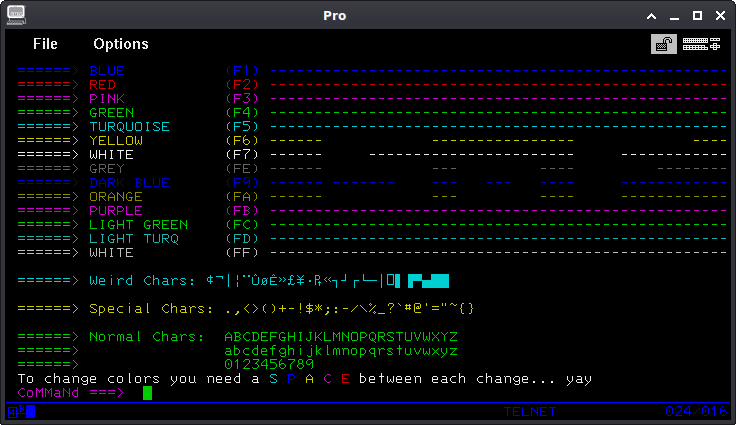 Pro
File Options
======> BLUE (F1) ---------------------------------------------------
======> RED (F2) ---------------------------------------------------
======> PINK (F3) ---------------------------------------------------
======> GREEN (F4) ---------------------------------------------------
======> TURQUOISE (F5) ---------------------------------------------------
======> YELLOW (F6) ------ ---------------- ----
======> WHITE (F7) ------ ---------------------- ------------
======> GREY (FE) ------ --- ---- ---
======> DARK BLUE (F0) ---- ------- --- --- ---- ------------
======> ORANGE (FA) ------ --- ---- ---
======> PURPLE (FB) ---------------------------------------------------
======> LIGHT GREEN (FC) ---------------------------------------------------
======> LIGHT TURQ (FD) ---------------------------------------------------
======> WHITE (FF) ---------------------------------------------------
======> Weird Chars:
======> Special Chars: .,<>()+-!$*;:-/\%_?`#@'="~{}
======> Normal Chars: ABCDEFGHIJKLMNOPQRSTUVWXYZ
======> abcdefghijklmnopqrstuvwxyz
======> 0123456789
To change colors you need a S P A C E between each change... yay
CoMMaNd ===>
TELNET 024/016